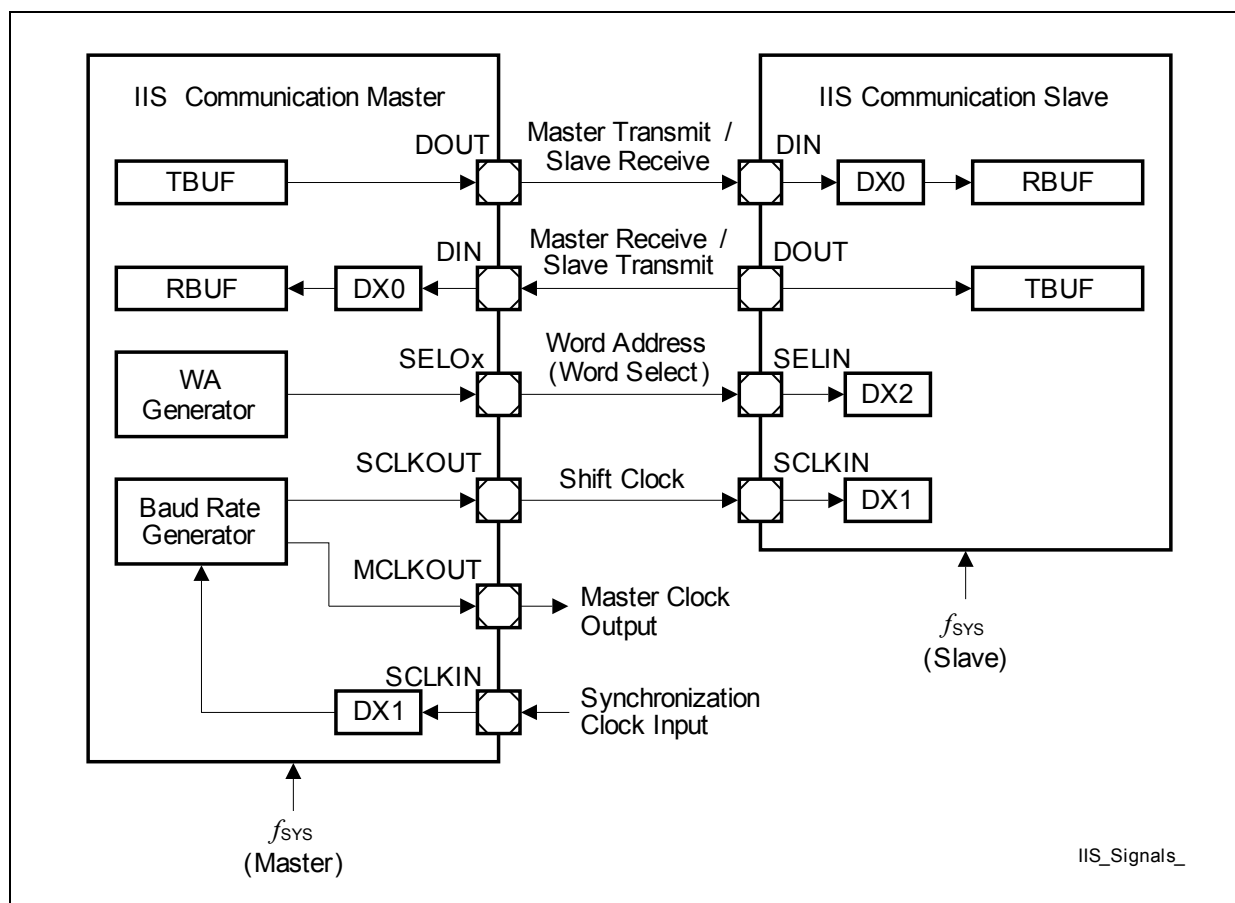 IIS Communication Master
IIS Communication Slave
DOUT
Master Transmit /
Slave Receive
DIN
TBUF
DX0
RBUF
DIN
Master Receive /
Slave Transmit
DOUT
RBUF
DX0
TBUF
SELOx
Word Address
(Word Select)
SELIN
WA
Generator
DX2
SCLKOUT
Shift Clock
SCLKIN
Baud Rate
Generator
DX1
MCLKOUT
Master Clock
Output
SCLKIN
DX1
Synchronization
Clock Input
fSYS
(Slave)
fSYS
(Master)
IIS_Signals_